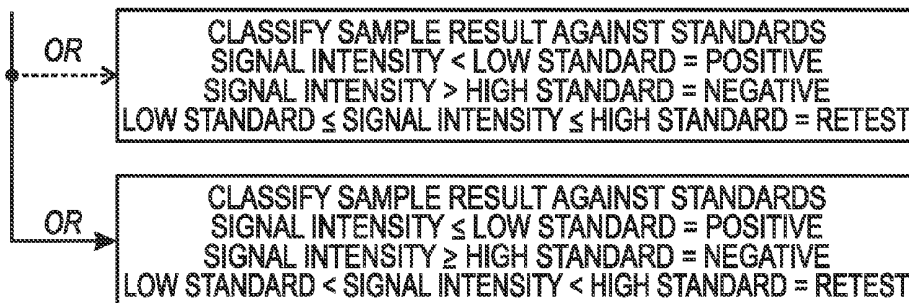 OR
CLASSIFY SAMPLE RESULT AGAINST STANDARDS
SIGNAL INTENSITY < LOW STANDARD = POSITIVE
SIGNAL INTENSITY > HIGH STANDARD = NEGATIVE
LOW STANDARD ≤ SIGNAL INTENSITY ≤ HIGH STANDARD = RETEST
OR
CLASSIFY SAMPLE RESULT AGAINST STANDARDS
SIGNAL INTENSITY ≤ LOW STANDARD = POSITIVE
SIGNAL INTENSITY ≥ HIGH STANDARD = NEGATIVE
LOW STANDARD < SIGNAL INTENSITY < HIGH STANDARD = RETEST